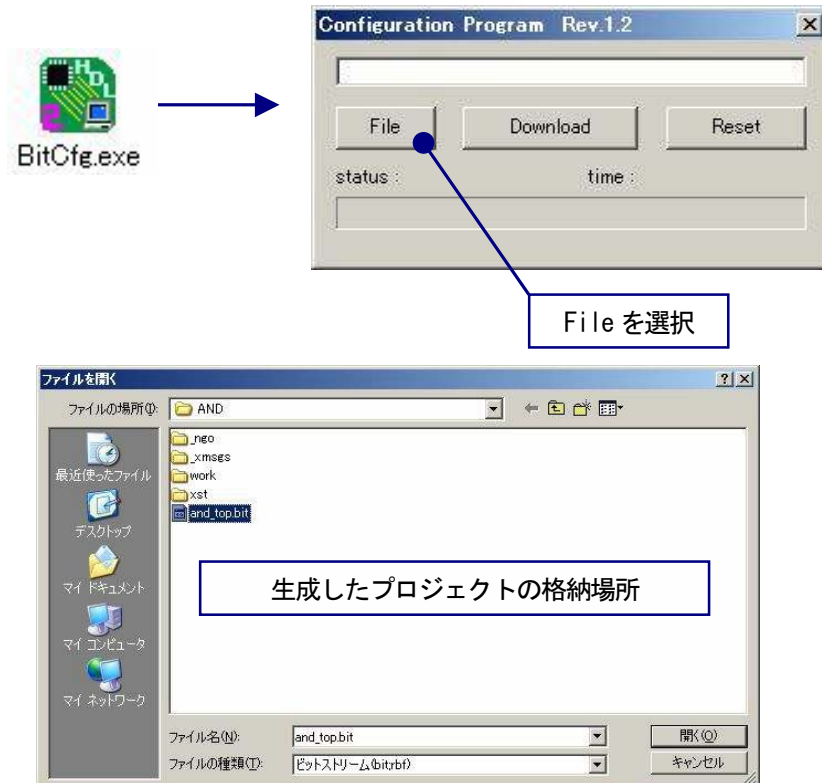 Configuration Program Rev.1.2
BitCfg.exe
File Download Reset
status : time :
Fileを選択
ファイルを開く
ファイルの場所(I): AND
_ngo
_xmsgs
work
xst
and_top.bit
最近使ったファイル
デスクトップ
マイ ドキュメント
マイ コンピュータ
マイ ネットワーク
生成したプロジェクトの格納場所
ファイル名(N): and_top.bit 開く(O)
ファイルの種類(T): ビットストリーム(bit;rbf) キャンセル